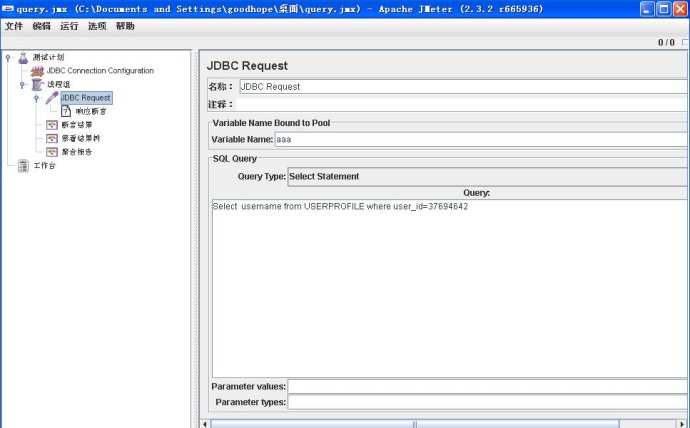 query.jmx (C:\Documents and Settings\goodhope\桌面\query.jmx) - Apache JMeter (2.3.2 r665936)
文件 编辑 运行 选项 帮助
0 / 0
测试计划
JDBC Connection Configuration
线程组
JDBC Request
响应断言
断言结果
察看结果树
聚合报告
工作台
JDBC Request
名称：
JDBC Request
注释：
Variable Name Bound to Pool
Variable Name: aaa
SQL Query
Query Type: Select Statement
Query:
Select username from USERPROFILE where user_id=37694642
Parameter values:
Parameter types: